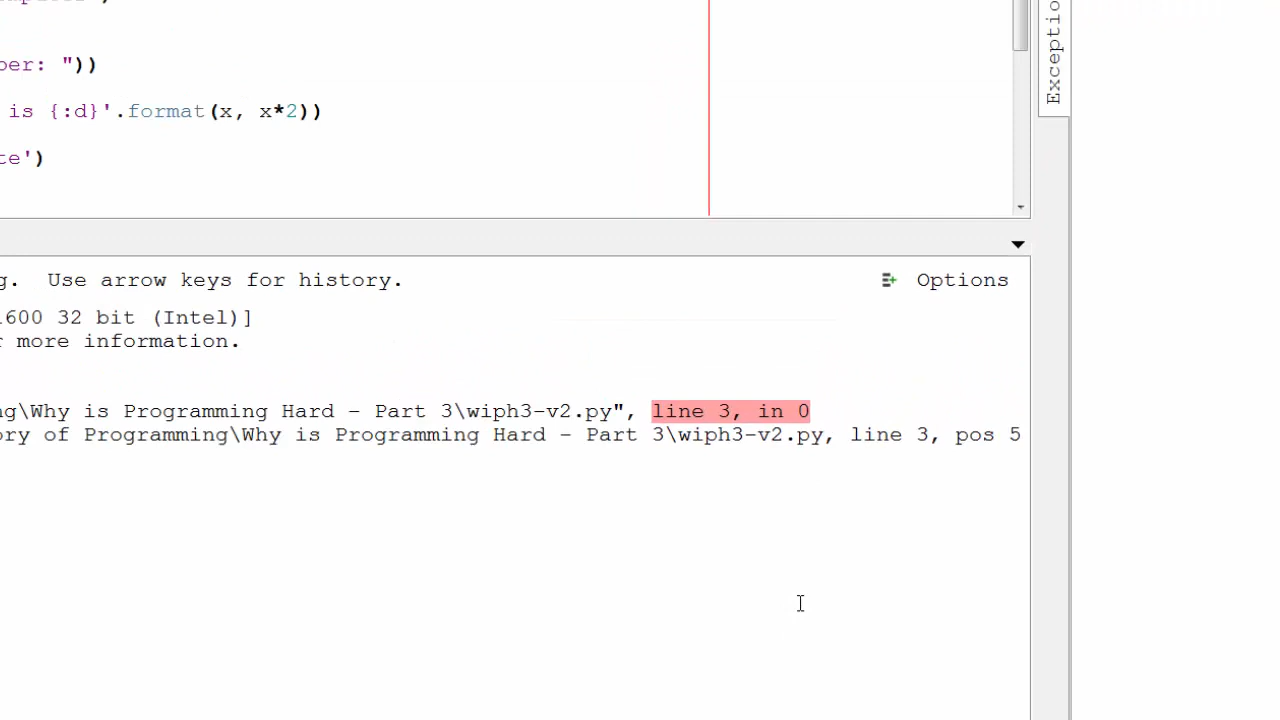 ber: "))
is {:d}'.format(x, x*2))
te')
Exceptio
g. Use arrow keys for history.
Options
1600 32 bit (Intel)]
r more information.
ng\Why is Programming Hard - Part 3\wiph3-v2.py", line 3, in 0
ory of Programming\Why is Programming Hard - Part 3\wiph3-v2.py, line 3, pos 5